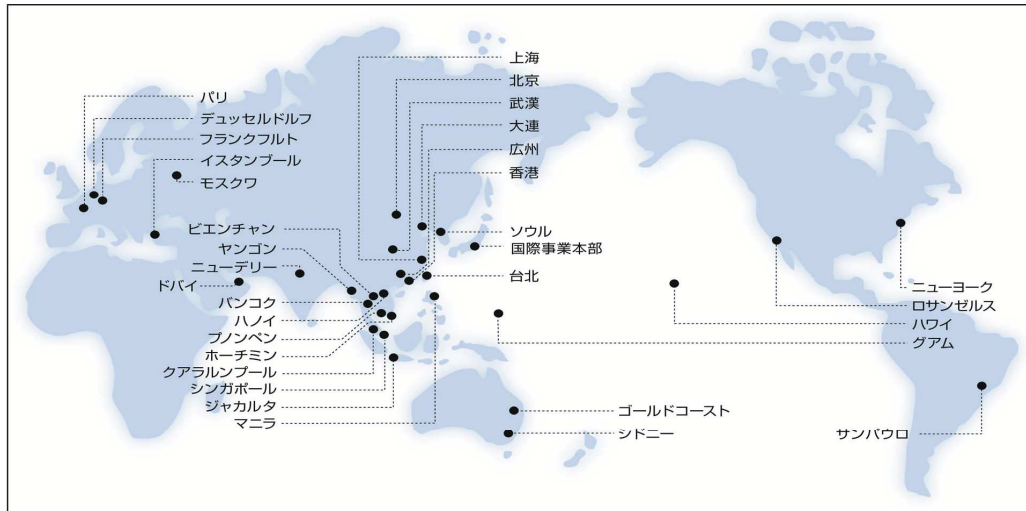 上海
北京
武漢
大連
広州
香港
パリ
デュッセルドルフ
フランクフルト
イスタンブール
モスクワ
ビエンチャン
ヤンゴン
ニューデリー
ドバイ
バンコク
ハノイ
プノンペン
ホーチミン
クアラルンプール
シンガポール
ジャカルタ
マニラ
ソウル
国際事業本部
台北
ゴールドコースト
シドニー
ニューヨーク
ロサンゼルス
ハワイ
グアム
サンパウロ